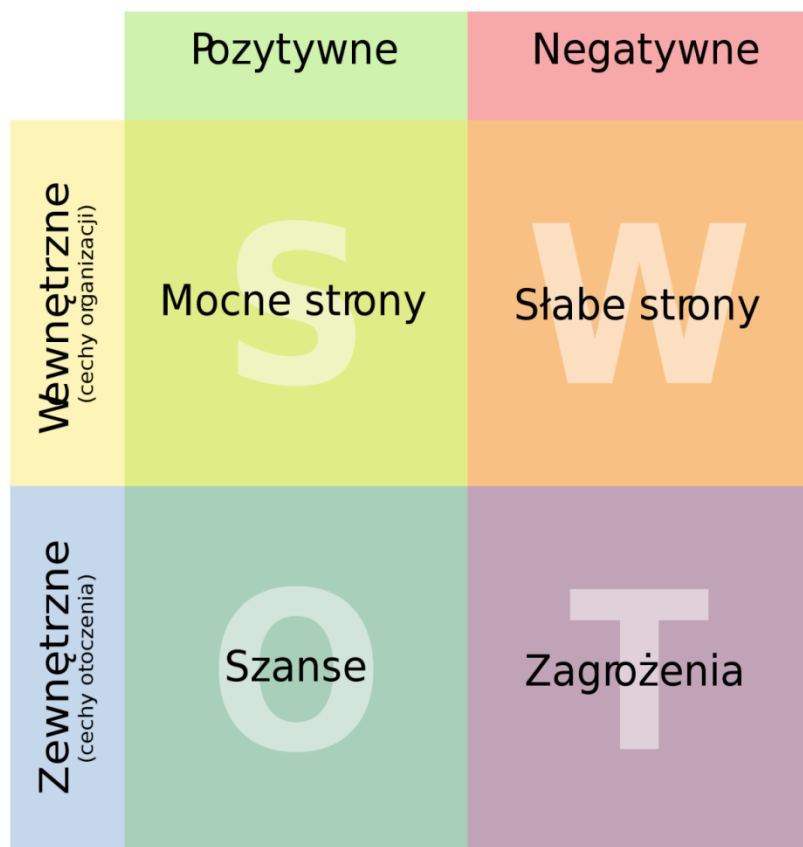 Pozytywne
Negatywne
Wewnętrzne
(cechy organizacji)
S
Mocne strony
W
Słabe strony
Zewnętrzne
(cechy otoczenia)
O
Szanse
T
Zagrożenia